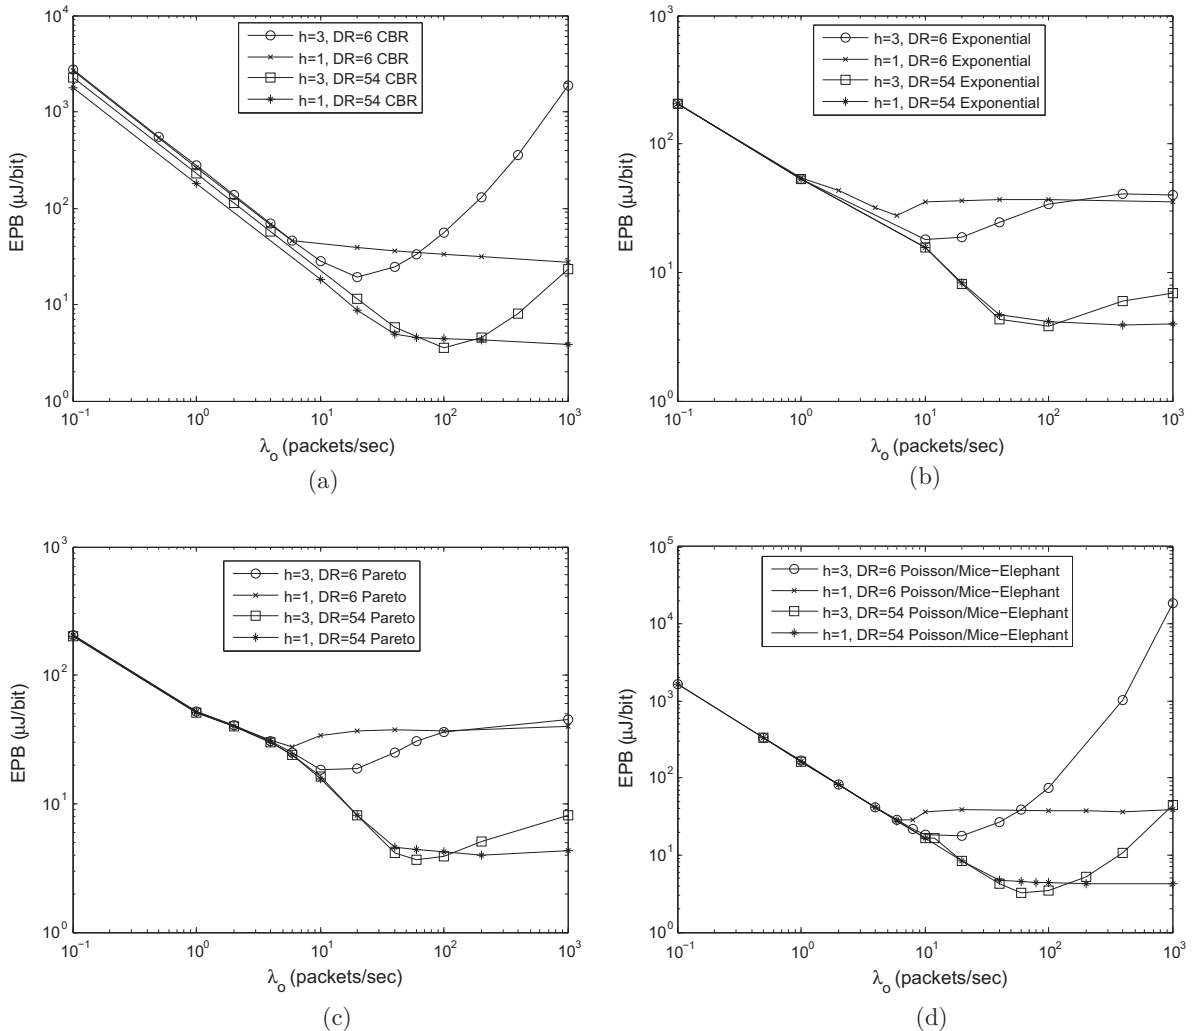 10^4
10^3
10^2
10^1
10^0
EPB (μJ/bit)
h=3, DR=6 CBR
h=1, DR=6 CBR
h=3, DR=54 CBR
h=1, DR=54 CBR
10^−1 10^0 10^1 10^2 10^3
λ_o (packets/sec)
(a)
10^3
10^2
10^1
10^0
EPB (μJ/bit)
h=3, DR=6 Exponential
h=1, DR=6 Exponential
h=3, DR=54 Exponential
h=1, DR=54 Exponential
10^−1 10^0 10^1 10^2 10^3
λ_o (packets/sec)
(b)
10^3
10^2
10^1
10^0
EPB (μJ/bit)
h=3, DR=6 Pareto
h=1, DR=6 Pareto
h=3, DR=54 Pareto
h=1, DR=54 Pareto
10^−1 10^0 10^1 10^2 10^3
λ_o (packets/sec)
(c)
10^5
10^4
10^3
10^2
10^1
10^0
EPB (μJ/bit)
h=3, DR=6 Poisson/Mice−Elephant
h=1, DR=6 Poisson/Mice−Elephant
h=3, DR=54 Poisson/Mice−Elephant
h=1, DR=54 Poisson/Mice−Elephant
10^−1 10^0 10^1 10^2 10^3
λ_o (packets/sec)
(d)